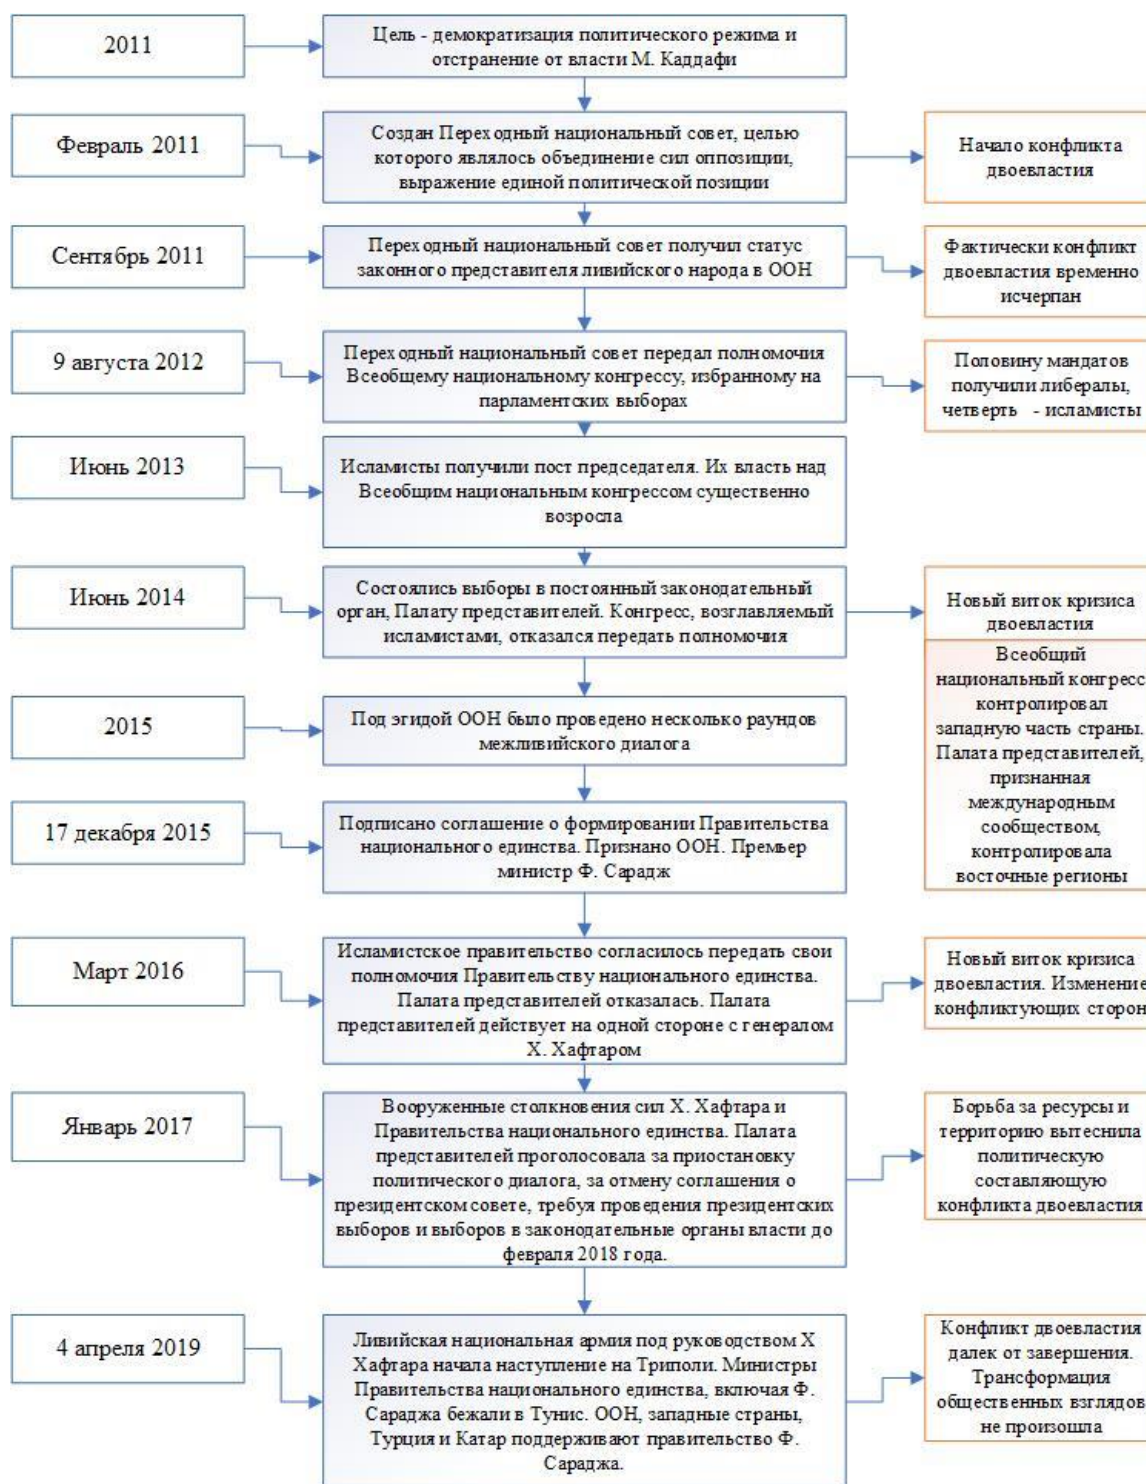 2011
Цель - демократизация политического режима и
отстранение от власти М. Каддафи
Февраль 2011
Создан Переходный национальный совет, целью
которого являлось объединение сил оппозиции,
выражение единой политической позиции
Начало конфликта
двоевластия
Сентябрь 2011
Переходный национальный совет получил статус
законного представителя ливийского народа в ООН
Фактически конфликт
двоевластия временно
исчерпан
9 августа 2012
Переходный национальный совет передал полномочия
Всеобщему национальному конгрессу, избранному на
парламентских выборах
Половину мандатов
получили либералы,
четверть - исламисты
Июнь 2013
Исламисты получили пост председателя. Их власть над
Всеобщим национальным конгрессом существенно
возросла
Июнь 2014
Состоялись выборы в постоянный законодательный
орган, Палату представителей. Конгресс, возглавляемый
исламистами, отказался передать полномочия
Новый виток кризиса
двоевластия
Всеобщий
национальный конгресс
контролировал
западную часть страны.
Палата представителей,
признанная
международным
сообществом,
контролировала
восточные регионы
2015
Под эгидой ООН было проведено несколько раундов
межливийского диалога
17 декабря 2015
Подписано соглашение о формировании Правительства
национального единства. Признано ООН. Премьер
министр Ф. Сарадж
Март 2016
Исламистское правительство согласилось передать свои
полномочия Правительству национального единства.
Палата представителей отказалась. Палата
представителей действует на одной стороне с генералом
Х. Хафтаром
Новый виток кризиса
двоевластия. Изменение
конфликтующих сторон
Январь 2017
Вооруженные столкновения сил Х. Хафтара и
Правительства национального единства. Палата
представителей проголосовала за приостановку
политического диалога, за отмену соглашения о
президентском совете, требуя проведения президентских
выборов и выборов в законодательные органы власти до
февраля 2018 года.
Борьба за ресурсы и
территорию вытеснила
политическую
составляющую
конфликта двоевластия
4 апреля 2019
Ливийская национальная армия под руководством Х
Хафтара начала наступление на Триполи. Министры
Правительства национального единства, включая Ф.
Сараджа бежали в Тунис. ООН, западные страны,
Турция и Катар поддерживают правительство Ф.
Сараджа.
Конфликт двоевластия
далек от завершения.
Трансформация
общественных взглядов
не произошла